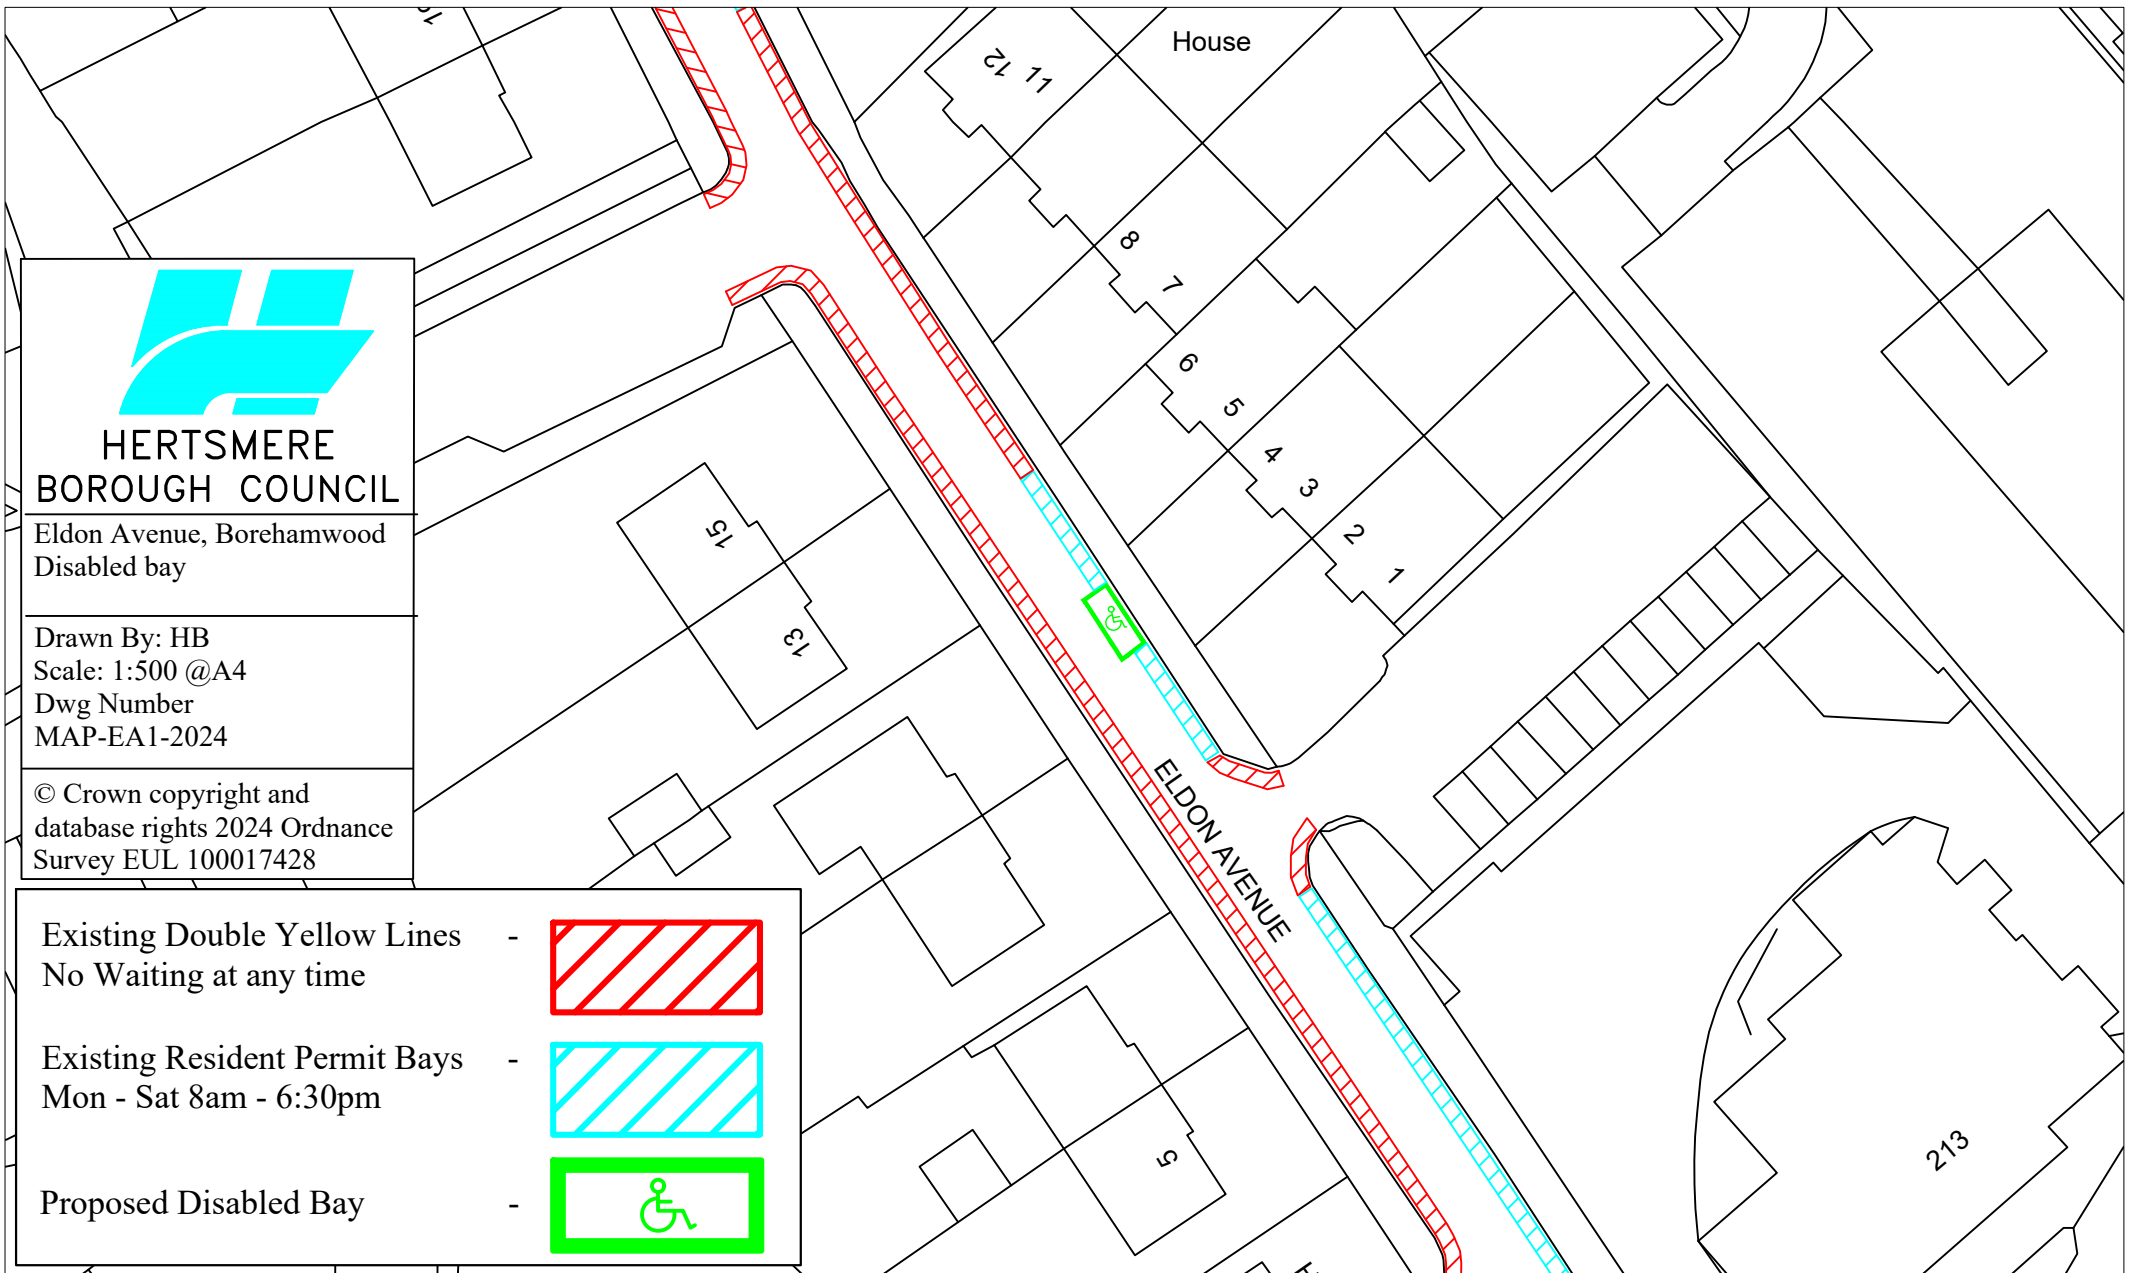 House
12
11
8
7
6
5
4
3
2
1
15
13
5
213
ELDON AVENUE
HERTSMERE
BOROUGH COUNCIL
Eldon Avenue, Borehamwood
Disabled bay
Drawn By: HB
Scale: 1:500 @A4
Dwg Number
MAP-EA1-2024
© Crown copyright and
database rights 2024 Ordnance
Survey EUL 100017428
Existing Double Yellow Lines -
No Waiting at any time
Existing Resident Permit Bays -
Mon - Sat 8am - 6:30pm
Proposed Disabled Bay -